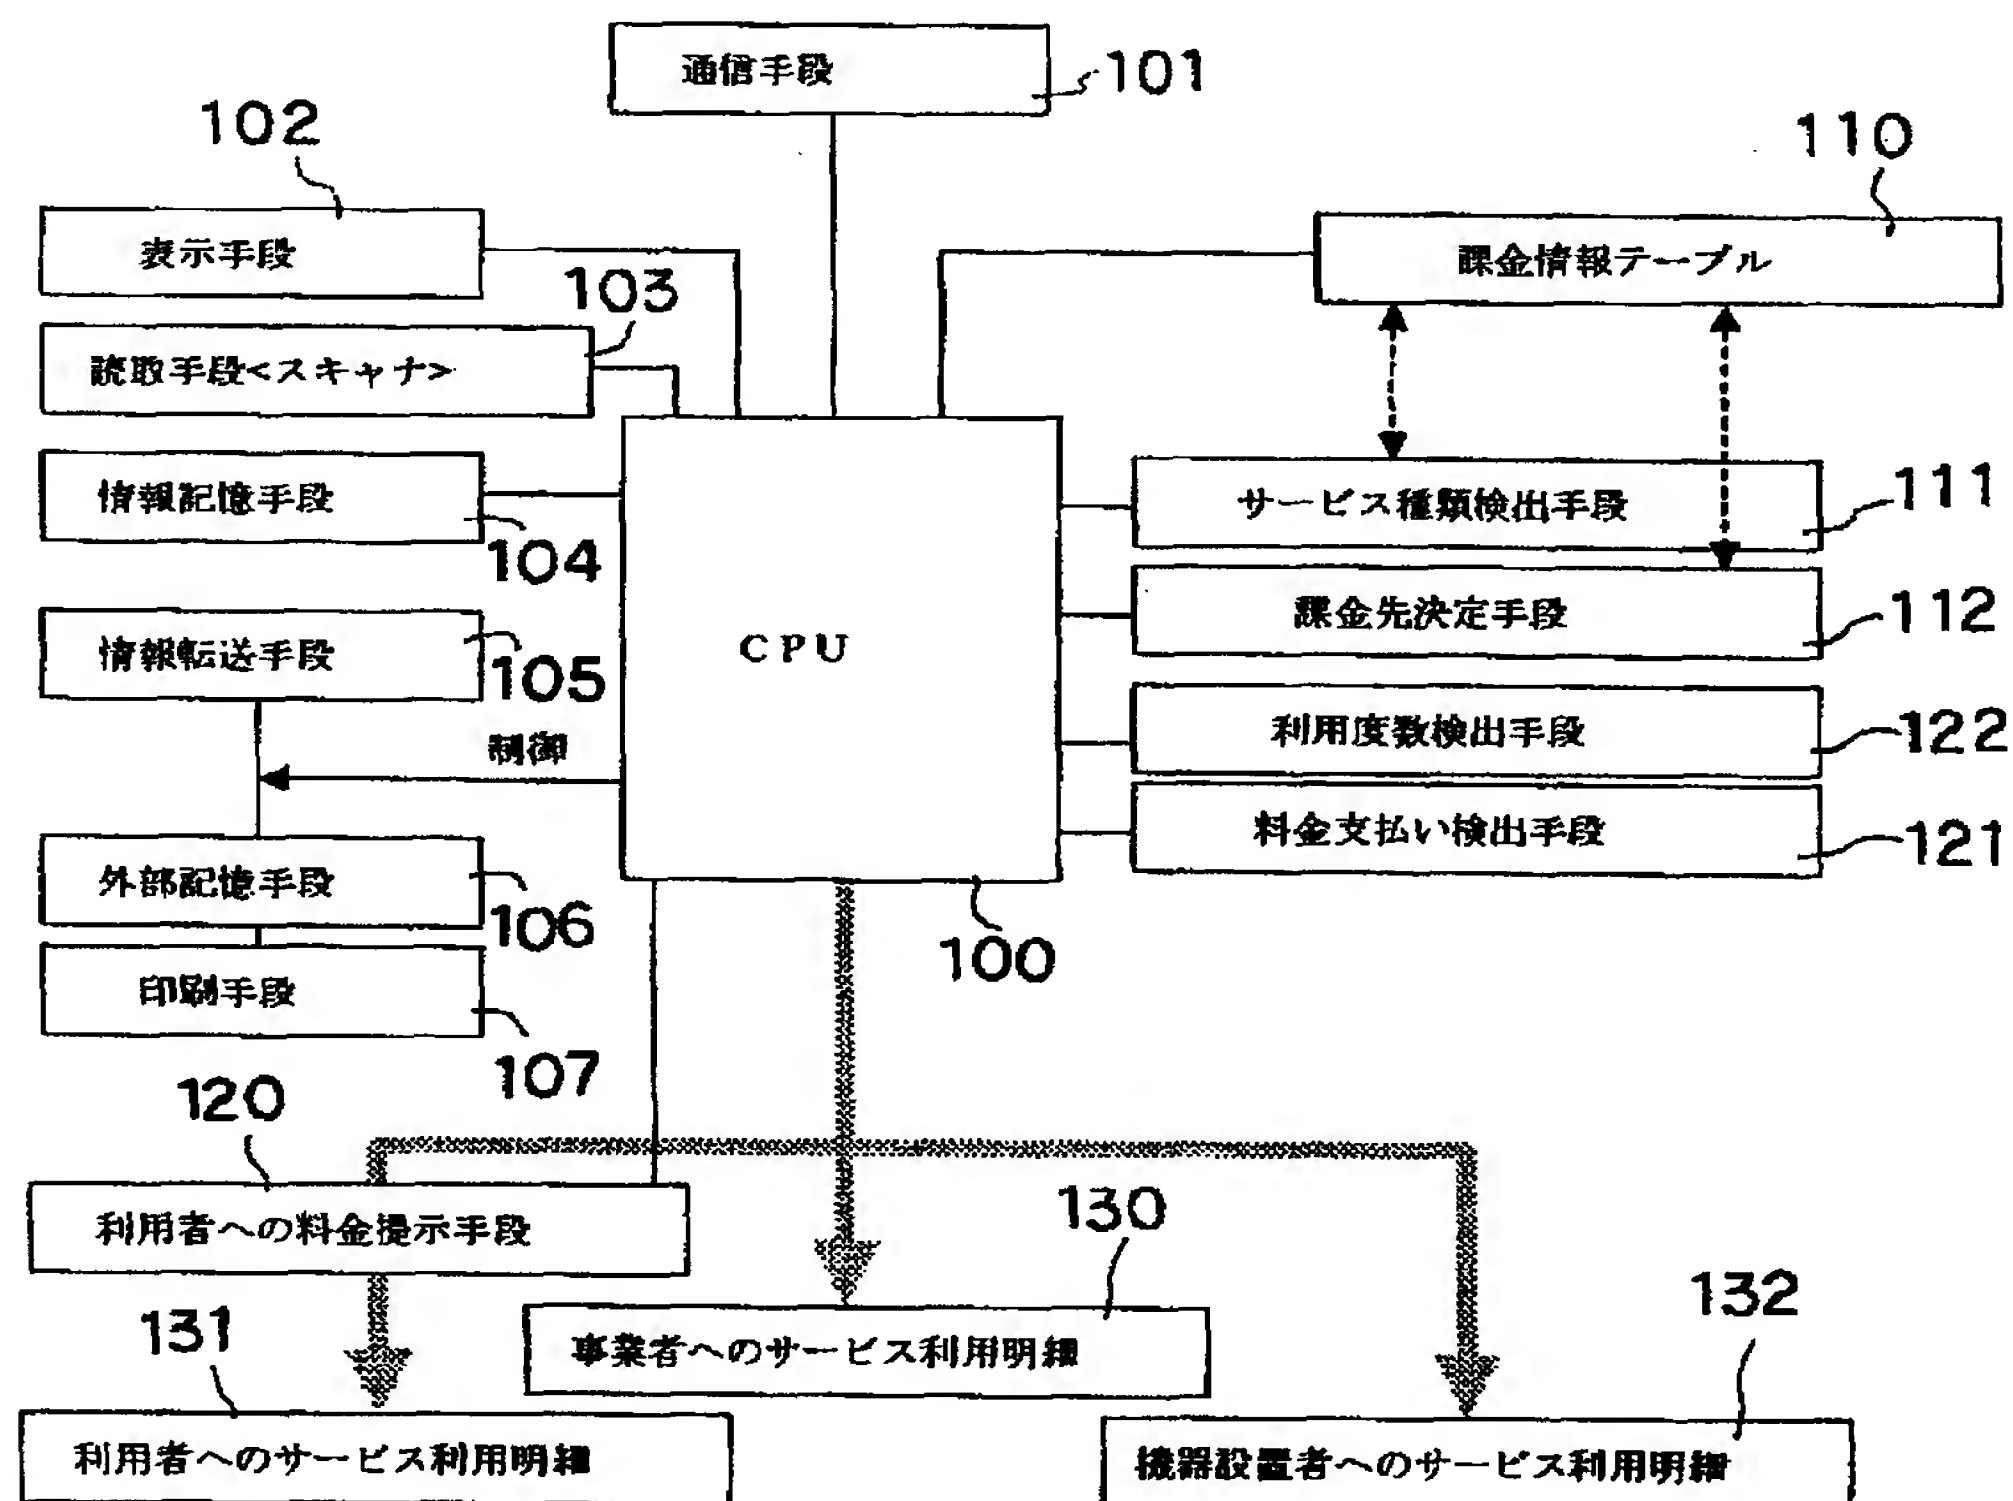 通信手段
101
102
110
表示手段
課金情報テーブル
103
読取手段<スキャナ>
情報記憶手段
サービス種類検出手段
111
104
課金先決定手段
112
情報転送手段
105
CPU
制御
利用度数検出手段
122
料金支払い検出手段
121
外部記憶手段
106
100
印刷手段
107
120
利用者への料金提示手段
130
132
131
事業者へのサービス利用明細
利用者へのサービス利用明細
機器設置者へのサービス利用明細